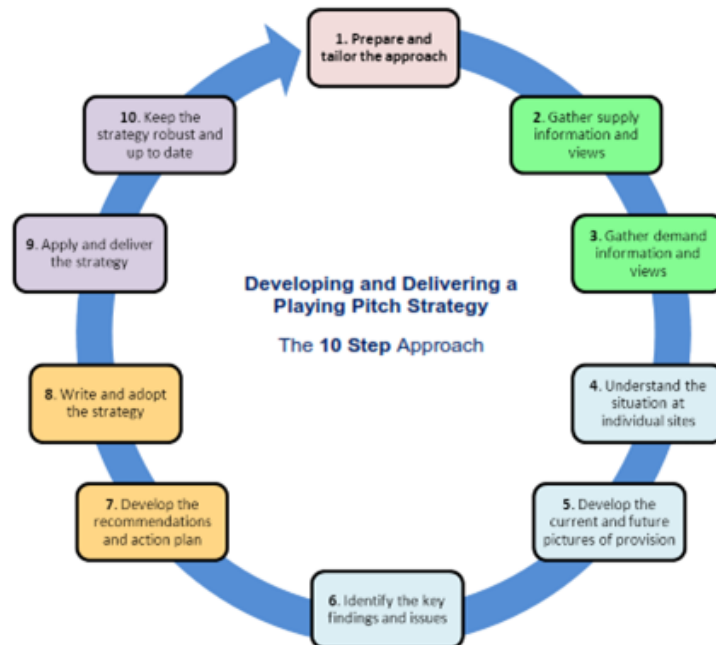 1. Prepare and
tailor the approach
2. Gather supply
information and
views
3. Gather demand
information and
views
4. Understand the
situation at
individual sites
5. Develop the
current and future
pictures of provision
6. Identify the key
findings and issues
7. Develop the
recommendations
and action plan
8. Write and adopt
the strategy
9. Apply and deliver
the strategy
10. Keep the
strategy robust and
up to date
Developing and Delivering a
Playing Pitch Strategy
The 10 Step Approach